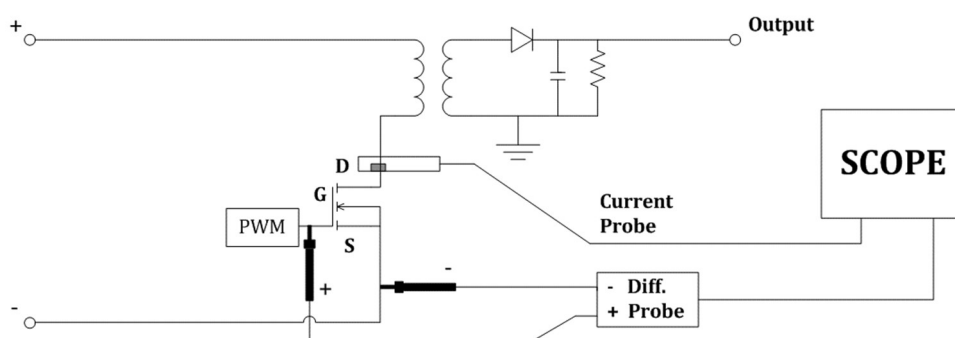 +
Output
D
SCOPE
G
Current
Probe
PWM
S
-
+
- Diff.
+ Probe
-